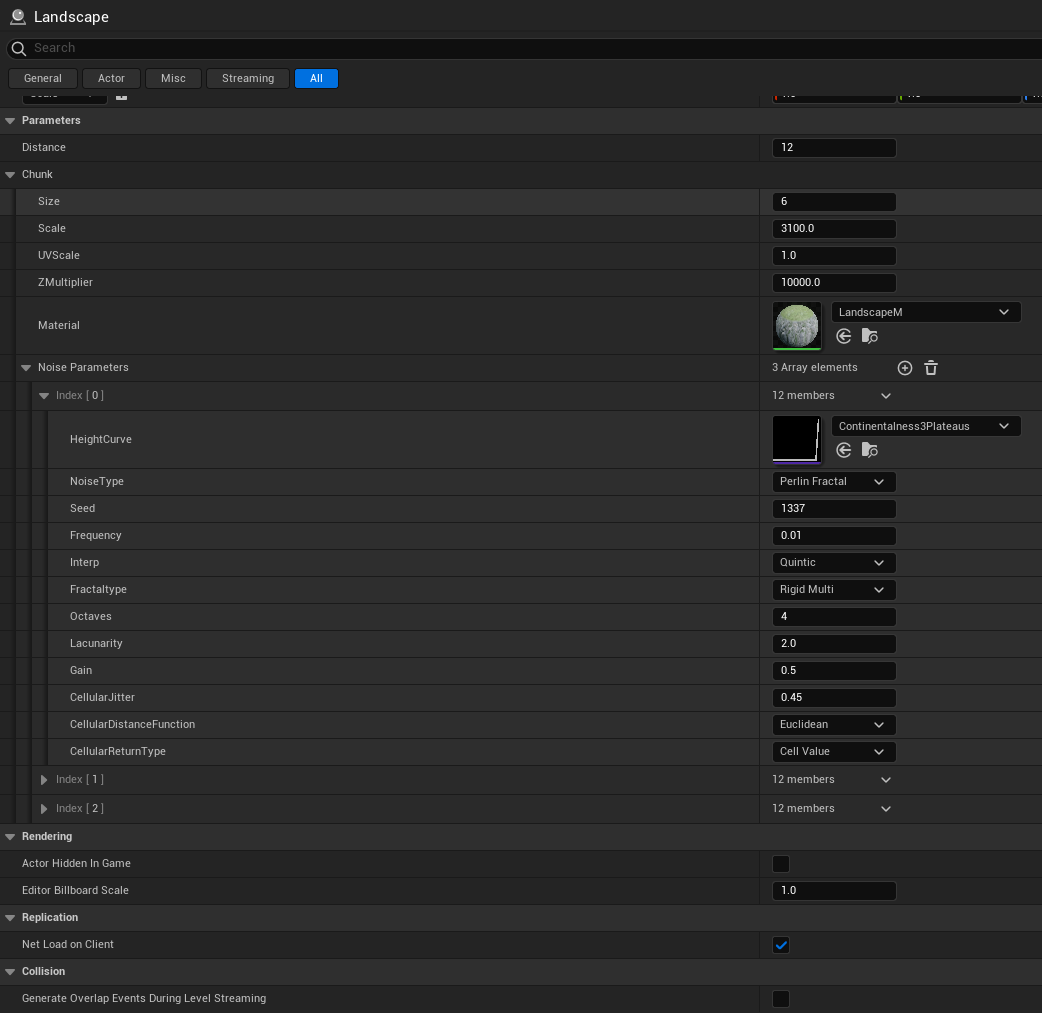 Landscape
Search
General Actor Misc Streaming All
Parameters
Distance 12
Chunk
Size 6
Scale 3100.0
UVScale 1.0
ZMultiplier 10000.0
Material LandscapeM
Noise Parameters 3 Array elements
Index [ 0 ] 12 members
HeightCurve Continentalness3Plateaus
NoiseType Perlin Fractal
Seed 1337
Frequency 0.01
Interp Quintic
Fractaltype Rigid Multi
Octaves 4
Lacunarity 2.0
Gain 0.5
CellularJitter 0.45
CellularDistanceFunction Euclidean
CellularReturnType Cell Value
Index [ 1 ] 12 members
Index [ 2 ] 12 members
Rendering
Actor Hidden In Game
Editor Billboard Scale 1.0
Replication
Net Load on Client
Collision
Generate Overlap Events During Level Streaming